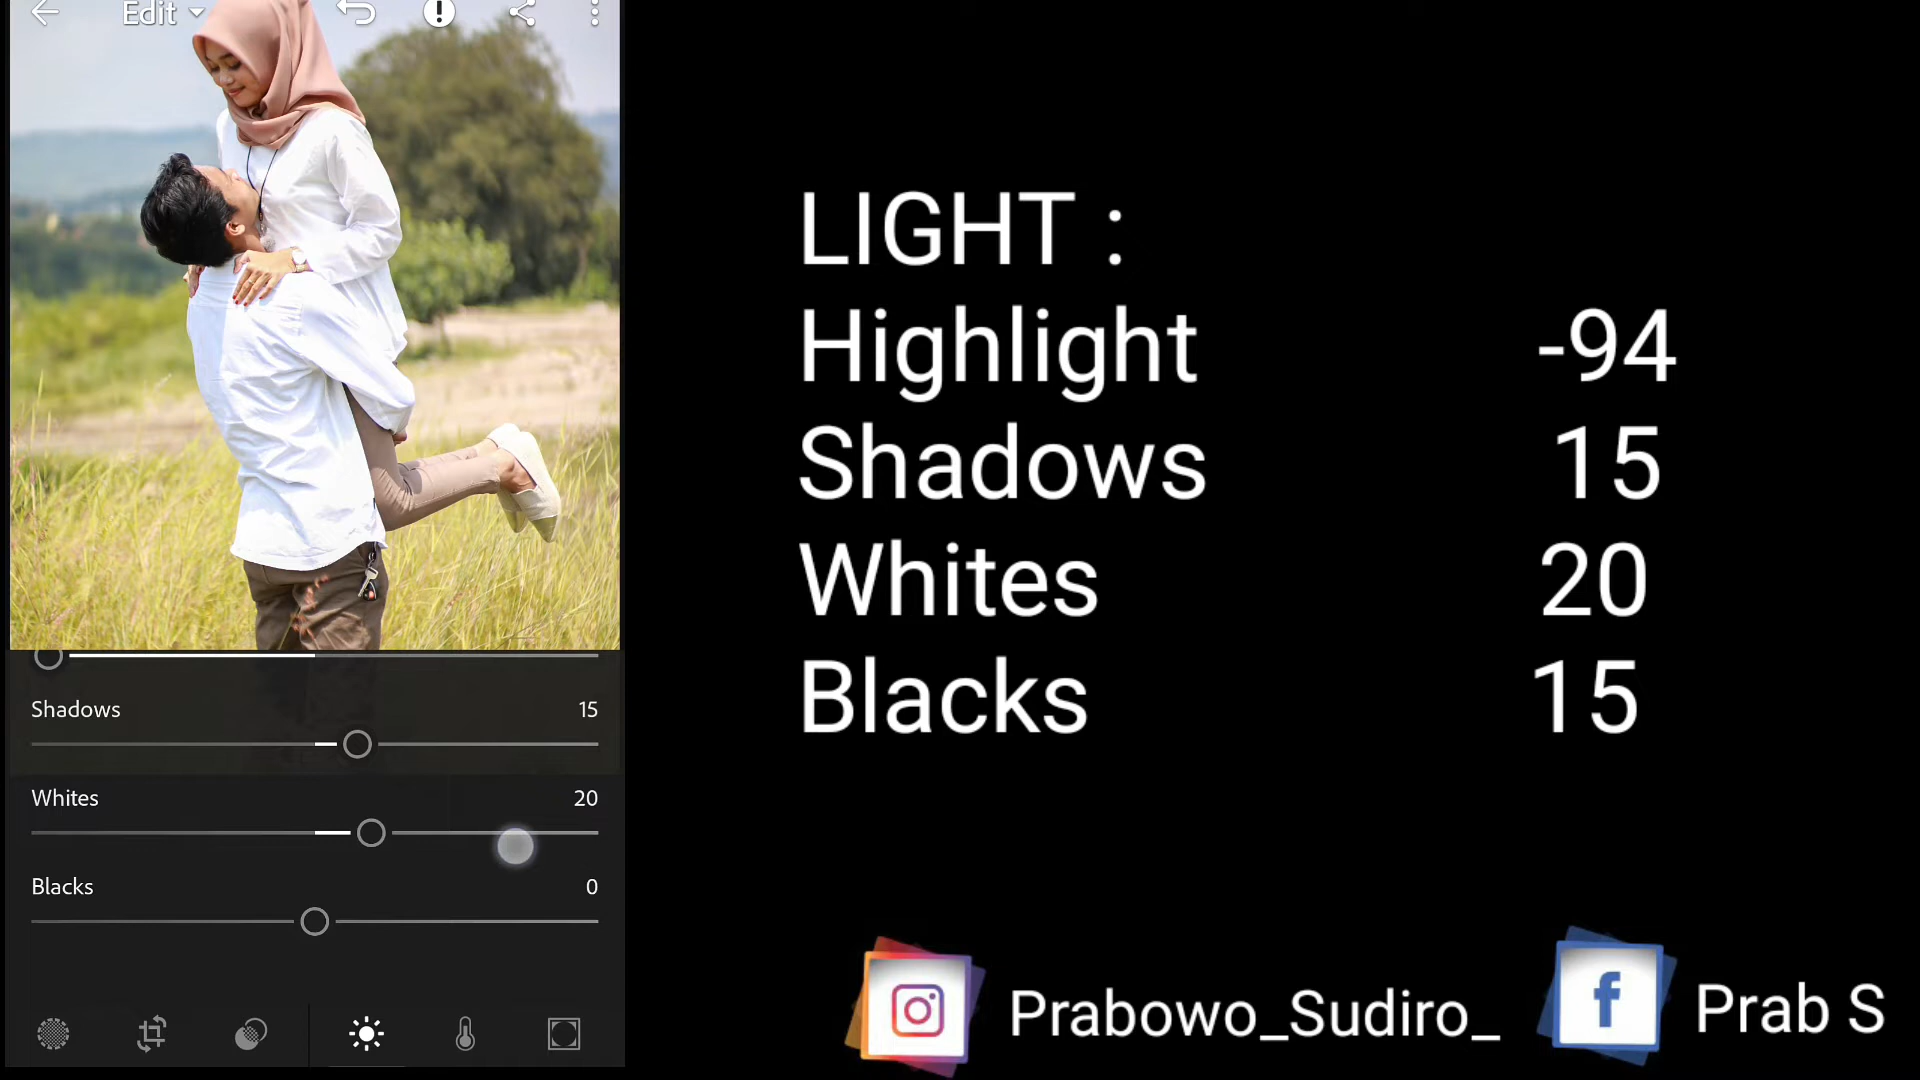 Edit
Shadows 15
Whites 20
Blacks 0
LIGHT :
Highlight -94
Shadows 15
Whites 20
Blacks 15
Prabowo_Sudiro_
Prab S